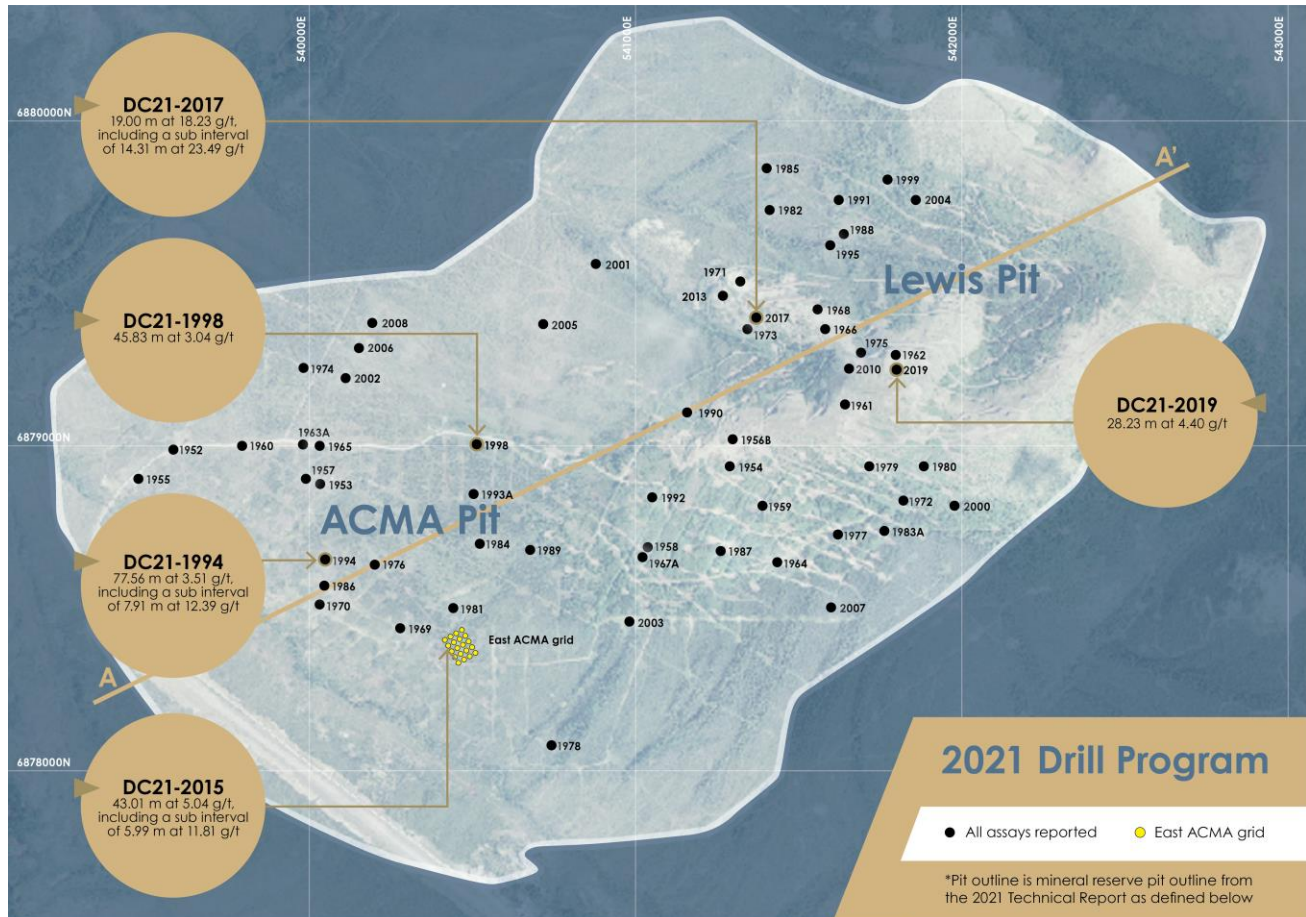 540000E
541000E
542000E
543000E
6880000N
6879000N
6878000N
DC21-2017
19.00 m at 18.23 g/t,
including a sub interval
of 14.31 m at 23.49 g/t
DC21-1998
45.83 m at 3.04 g/t
DC21-1994
77.56 m at 3.51 g/t,
including a sub interval
of 7.91 m at 12.39 g/t
DC21-2015
43.01 m at 5.04 g/t,
including a sub interval
of 5.99 m at 11.81 g/t
DC21-2019
28.23 m at 4.40 g/t
A'
1985
1999
1991
2004
1982
1988
1995
2001
1971
Lewis Pit
2013
2017
1968
2008
2005
1973
1966
2006
1975
1962
1974
2002
2010
2019
1990
1961
1963A
1956B
1952
1960
1965
1998
1954
1979
1980
1955
1957
1953
1993A
1992
1959
1972
2000
ACMA Pit
1984
1989
1958
1967A
1987
1977
1983A
1994
1976
1964
1986
1970
1981
2007
1969
East ACMA grid
2003
A
1978
2021 Drill Program
All assays reported
East ACMA grid
*Pit outline is mineral reserve pit outline from
the 2021 Technical Report as defined below